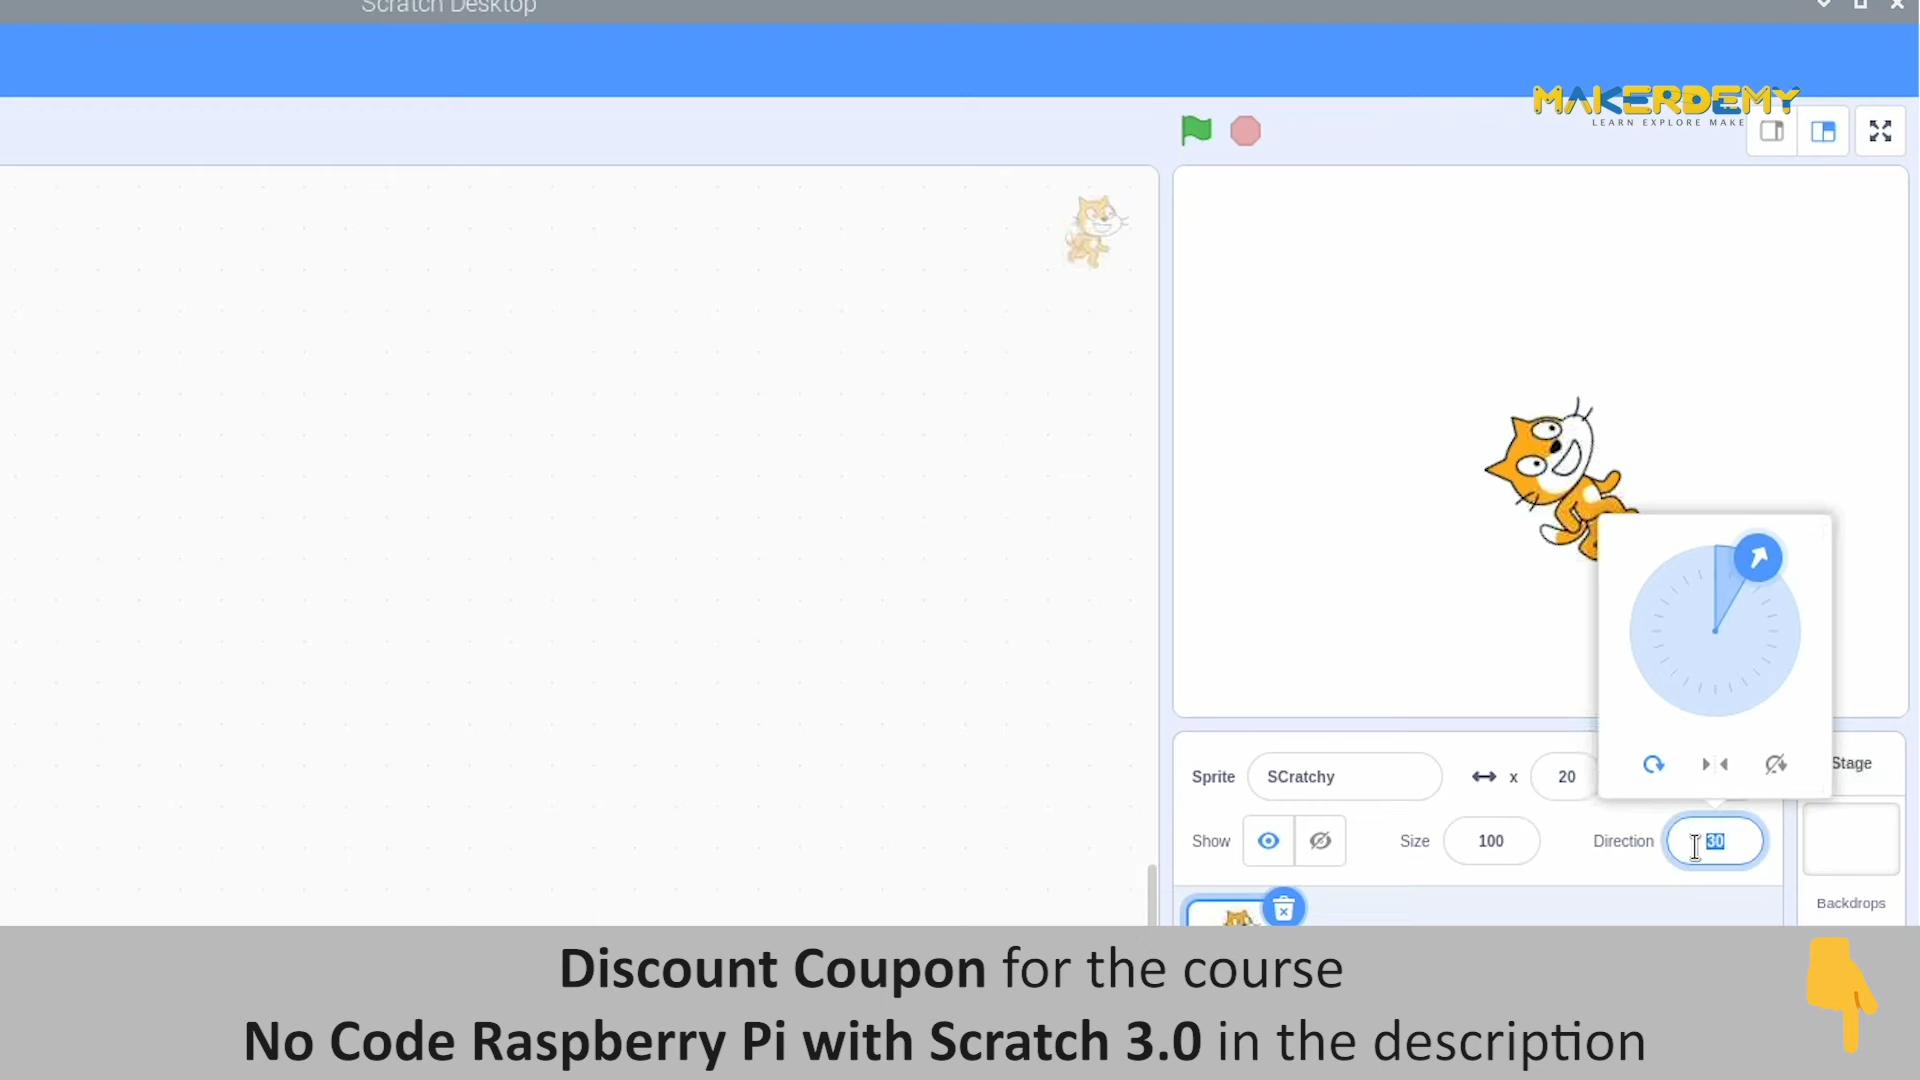 Scratch Desktop
MAKERDEMY
LEARN EXPLORE MAKE
Sprite SCratchy x 20
Stage
Show Size 100 Direction 30
Backdrops
Discount Coupon for the course
No Code Raspberry Pi with Scratch 3.0 in the description